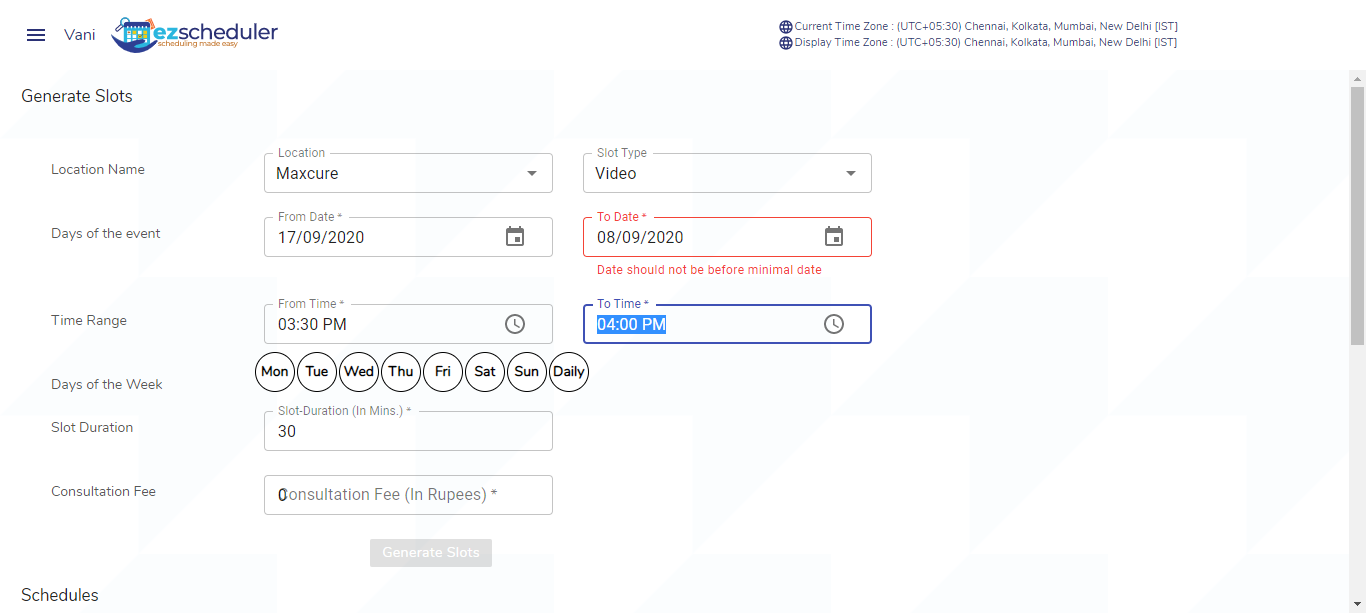 Vani
ezscheduler
scheduling made easy
Current Time Zone : (UTC+05:30) Chennai, Kolkata, Mumbai, New Delhi [IST]
Display Time Zone : (UTC+05:30) Chennai, Kolkata, Mumbai, New Delhi [IST]
Generate Slots
Location Name
Location
Maxcure
Slot Type
Video
Days of the event
From Date *
17/09/2020
To Date *
08/09/2020
Date should not be before minimal date
Time Range
From Time *
03:30 PM
To Time *
04:00 PM
Days of the Week
Mon Tue Wed Thu Fri Sat Sun Daily
Slot Duration
Slot-Duration (In Mins.) *
30
Consultation Fee
0
Consultation Fee (In Rupees) *
Generate Slots
Schedules